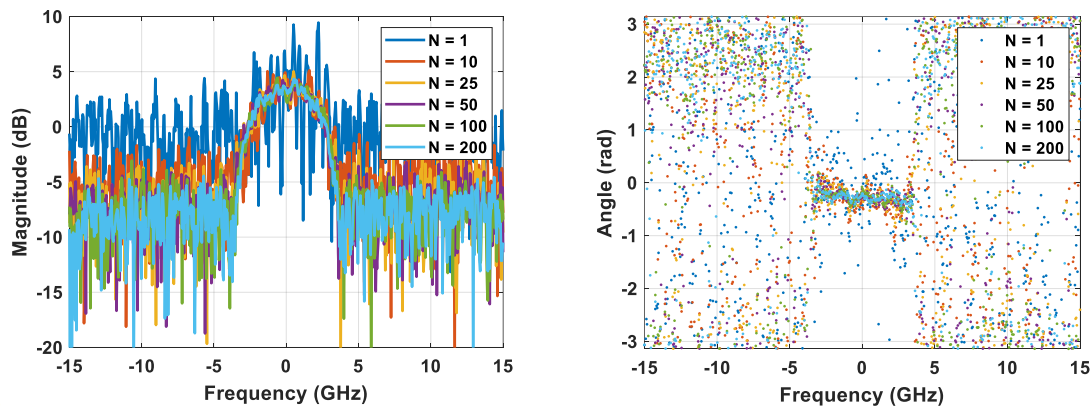 10
5
0
-5
-10
-15
-20
-15
-10
-5
0
5
10
15
Magnitude (dB)
Frequency (GHz)
N = 1
N = 10
N = 25
N = 50
N = 100
N = 200
3
2
1
0
-1
-2
-3
-15
-10
-5
0
5
10
15
Angle (rad)
Frequency (GHz)
N = 1
N = 10
N = 25
N = 50
N = 100
N = 200